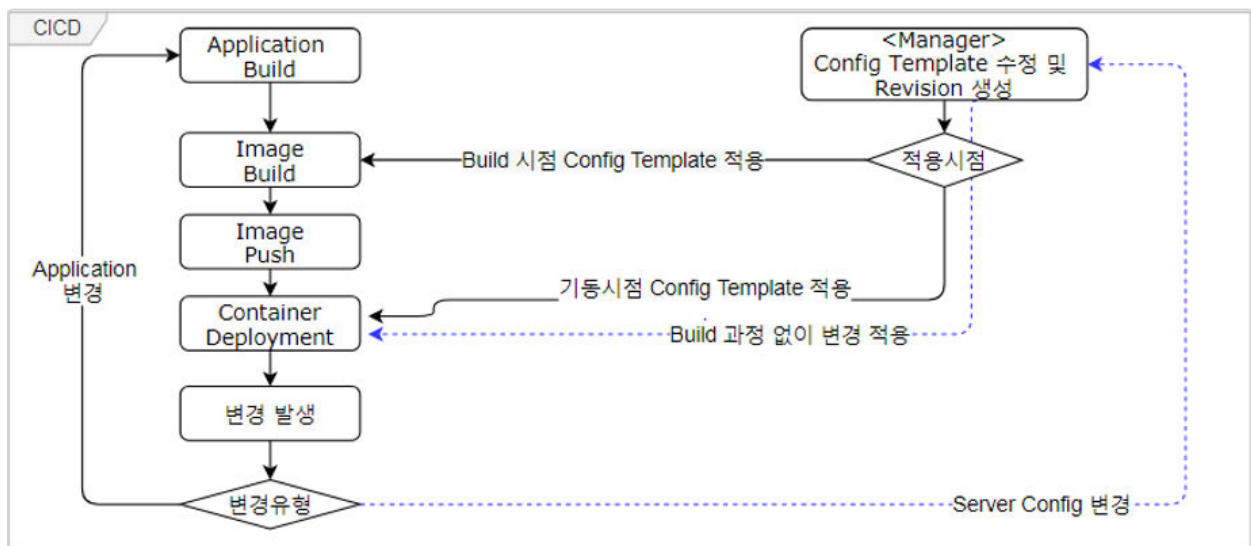 CICD
Application
Build
<Manager>
Config Template 수정 및
Revision 생성
Image
Build
Build 시점 Config Template 적용
적용시점
Image
Push
Application
변경
기동시점 Config Template 적용
Container
Deployment
Build 과정 없이 변경 적용
변경 발생
변경유형
Server Config 변경